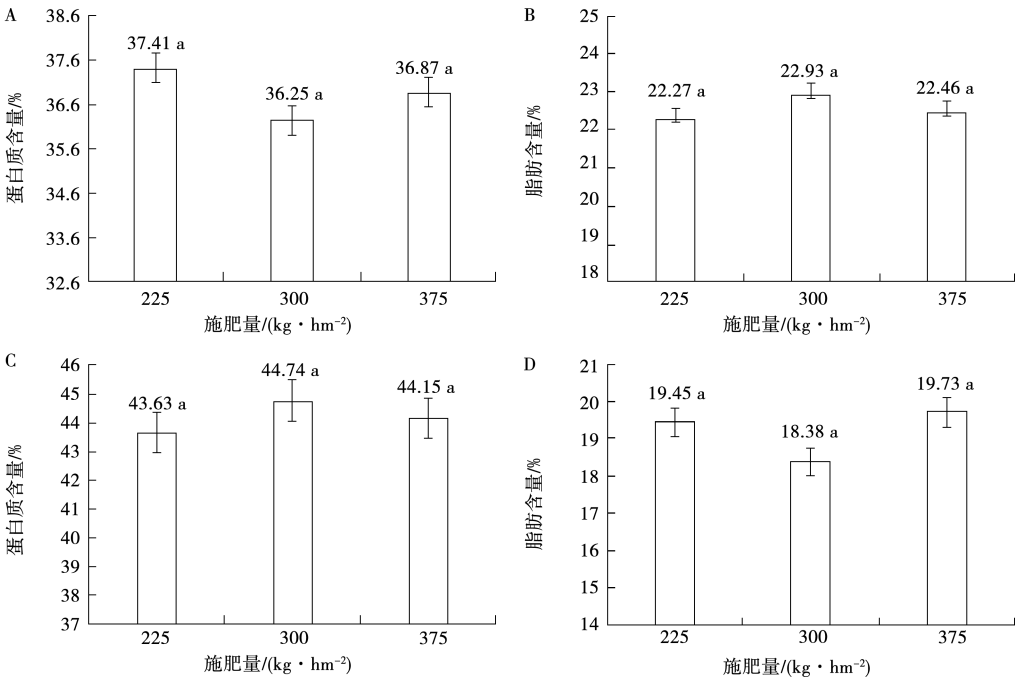 A
蛋白质含量/%
38.6
37.6
36.6
35.6
34.6
33.6
32.6
37.41 a
36.25 a
36.87 a
225 300 375
施肥量/(kg·hm⁻²)
B
脂肪含量/%
25
24
23
22
21
20
19
18
22.27 a
22.93 a
22.46 a
225 300 375
施肥量/(kg·hm⁻²)
C
蛋白质含量/%
46
45
44
43
42
41
40
39
38
37
43.63 a
44.74 a
44.15 a
225 300 375
施肥量/(kg·hm⁻²)
D
脂肪含量/%
21
20
19
18
17
16
15
14
19.45 a
18.38 a
19.73 a
225 300 375
施肥量/(kg·hm⁻²)